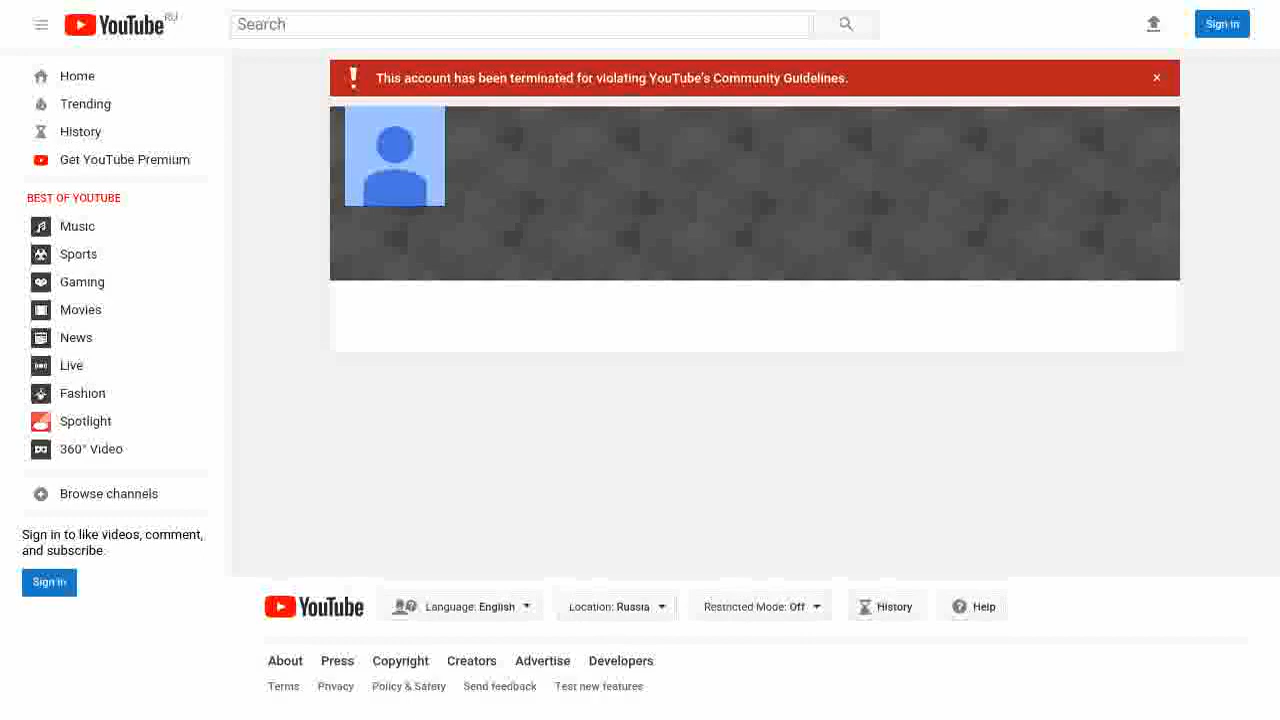 YouTube RU
Search
Sign in
This account has been terminated for violating YouTube's Community Guidelines.
Home
Trending
History
Get YouTube Premium
BEST OF YOUTUBE
Music
Sports
Gaming
Movies
News
Live
Fashion
Spotlight
360° Video
Browse channels
Sign in to like videos, comment,
and subscribe.
Sign in
YouTube
Language: English
Location: Russia
Restricted Mode: Off
History
Help
About Press Copyright Creators Advertise Developers
Terms Privacy Policy & Safety Send feedback Test new features